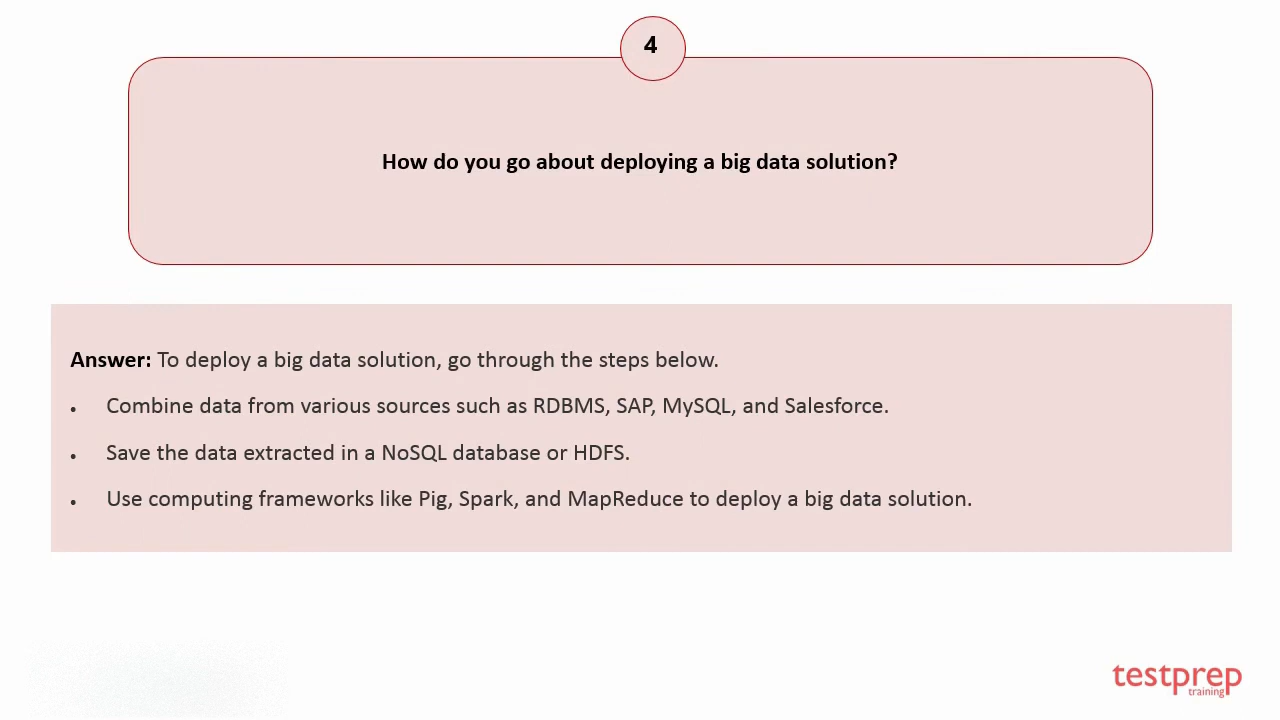 4
How do you go about deploying a big data solution?
Answer: To deploy a big data solution, go through the steps below.
• Combine data from various sources such as RDBMS, SAP, MySQL, and Salesforce.
• Save the data extracted in a NoSQL database or HDFS.
• Use computing frameworks like Pig, Spark, and MapReduce to deploy a big data solution.
testprep
training